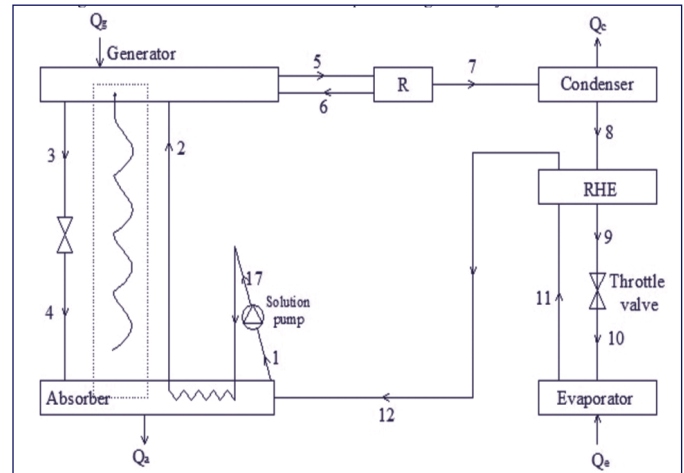 Qg
Qc
Generator
5
7
R
Condenser
6
8
3
2
RHE
9
17
Throttle
valve
Solution
pump
11
4
10
1
Absorber
Evaporator
12
Qa
Qe